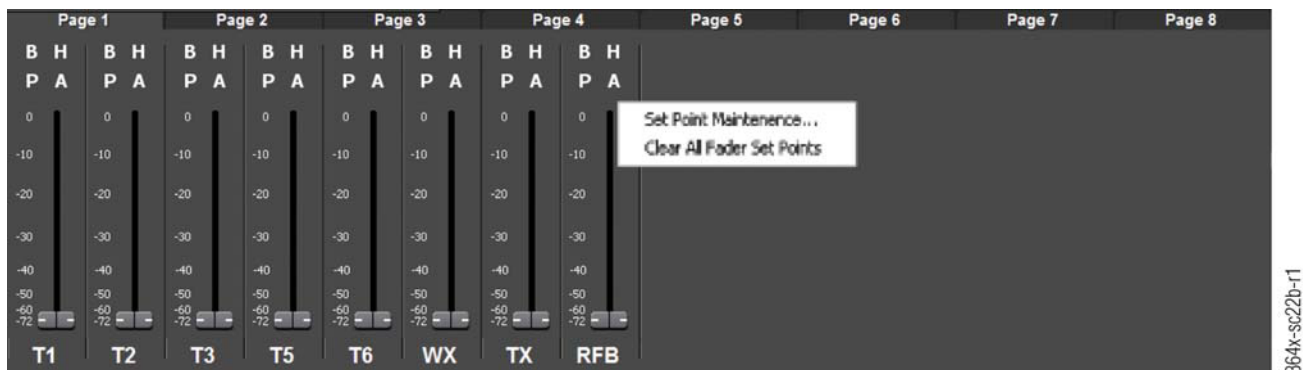 Page 1 Page 2 Page 3 Page 4 Page 5 Page 6 Page 7 Page 8
B H B H B H B H B H B H B H B H
P A P A P A P A P A P A P A P A
0 0 0 0 0 0 0 0
Set Point Maintenence...
-10 -10 -10 -10 -10 -10 -10 -10
Clear All Fader Set Points
-20 -20 -20 -20 -20 -20 -20 -20
-30 -30 -30 -30 -30 -30 -30 -30
-40 -40 -40 -40 -40 -40 -40 -40
-50 -50 -50 -50 -50 -50 -50 -50
-60 -60 -60 -60 -60 -60 -60 -60
-72 -72 -72 -72 -72 -72 -72 -72
T1 T2 T3 T5 T6 WX TX RFB
864x-sc22b-r1